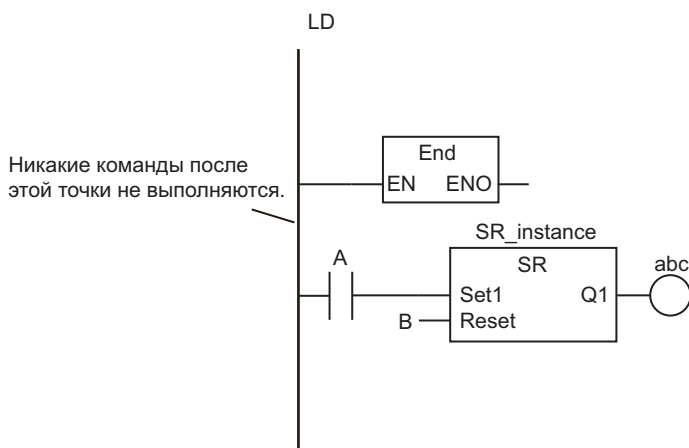 LD
End
EN ENO
Никакие команды после
этой точки не выполняются.
SR_instance
A
SR
abc
Set1 Q1
B Reset